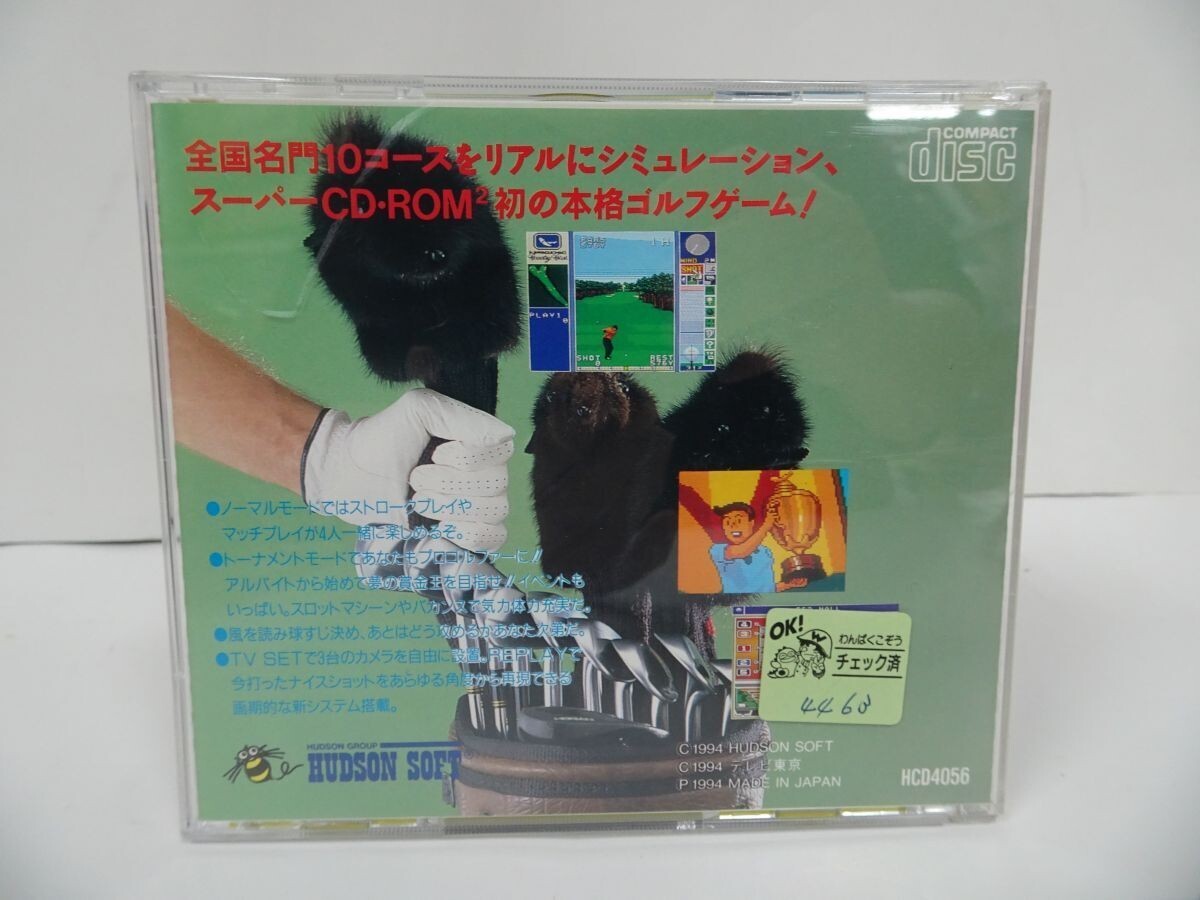 全国名門10コースをリアルにシミュレーション、
スーパーCD•ROM2初の本格ゴルフゲーム!
COMPACT
disc
1H
WIND
SHOT
PLAY1
0
SHOT
0
REST
576Y
●ノーマルモードではストロークプレイや
マッチプレイが4人一緒に楽しめるぞ。
●トーナメントモードであなたもプロゴルファーに!!
アルバイトから始めて夢の賞金王を目指せ!!イベントも
いっぱい。スロットマシーンやバカンスで気力体力充実だ。
●風を読み球すじ決め、あとはどう攻めるかあなた次第だ。
●TV SETで3台のカメラを自由に設置。REPLAYで
今打ったナイスショットをあらゆる角度から再現できる
画期的な新システム搭載。
OK!
わんぱくこぞう
チェック済
HUDSON GROUP
HUDSON SOFT
C 1994 HUDSON SOFT
C 1994 テレビ東京
P 1994 MADE IN JAPAN
HCD4056